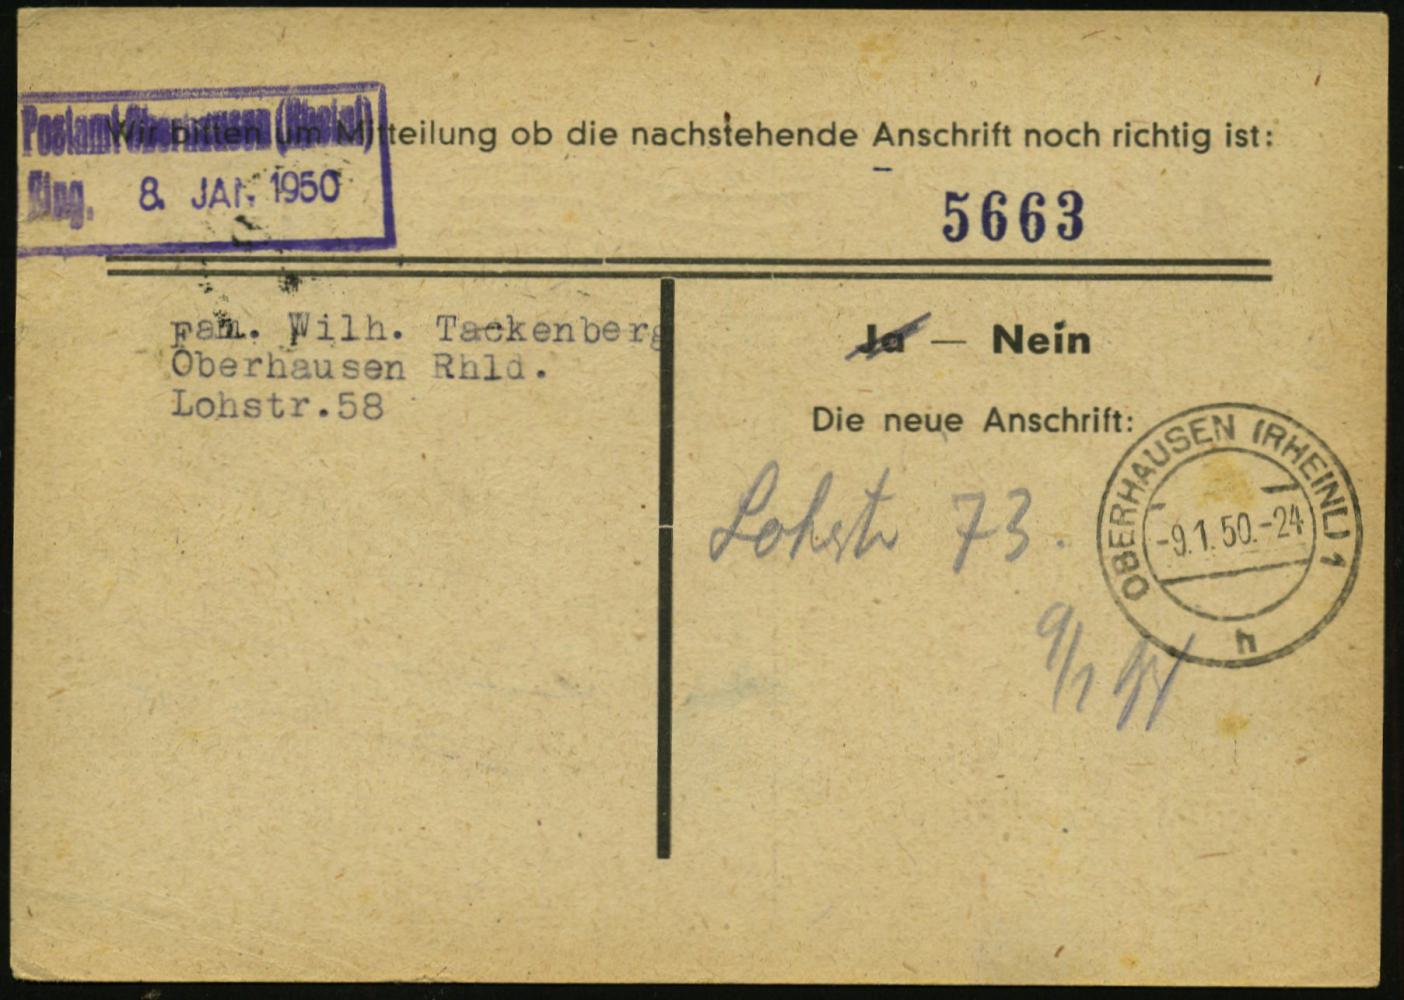 Postamt Oberhausen (Rheinl)
Eing. 8. JAN. 1950
Wir bitten um Mitteilung ob die nachstehende Anschrift noch richtig ist:
5663
Fam. Wilh. Tackenberg
Oberhausen Rhld.
Lohstr.58
Ja — Nein
Die neue Anschrift:
Lohstr 73.
9/1
OBERHAUSEN (RHEINL) 1
-9.1.50.-24
h